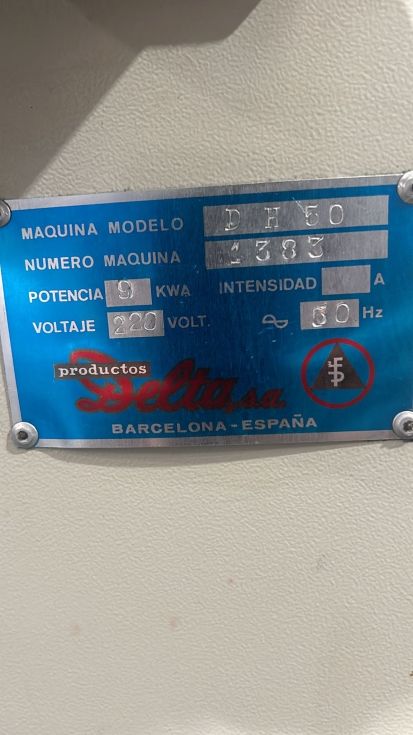 MAQUINA MODELO D H 50
NUMERO MAQUINA 1383
POTENCIA 9 KWA INTENSIDAD A
VOLTAJE 220 VOLT. 50 Hz
productos
Delta, s.a.
BARCELONA - ESPAÑA